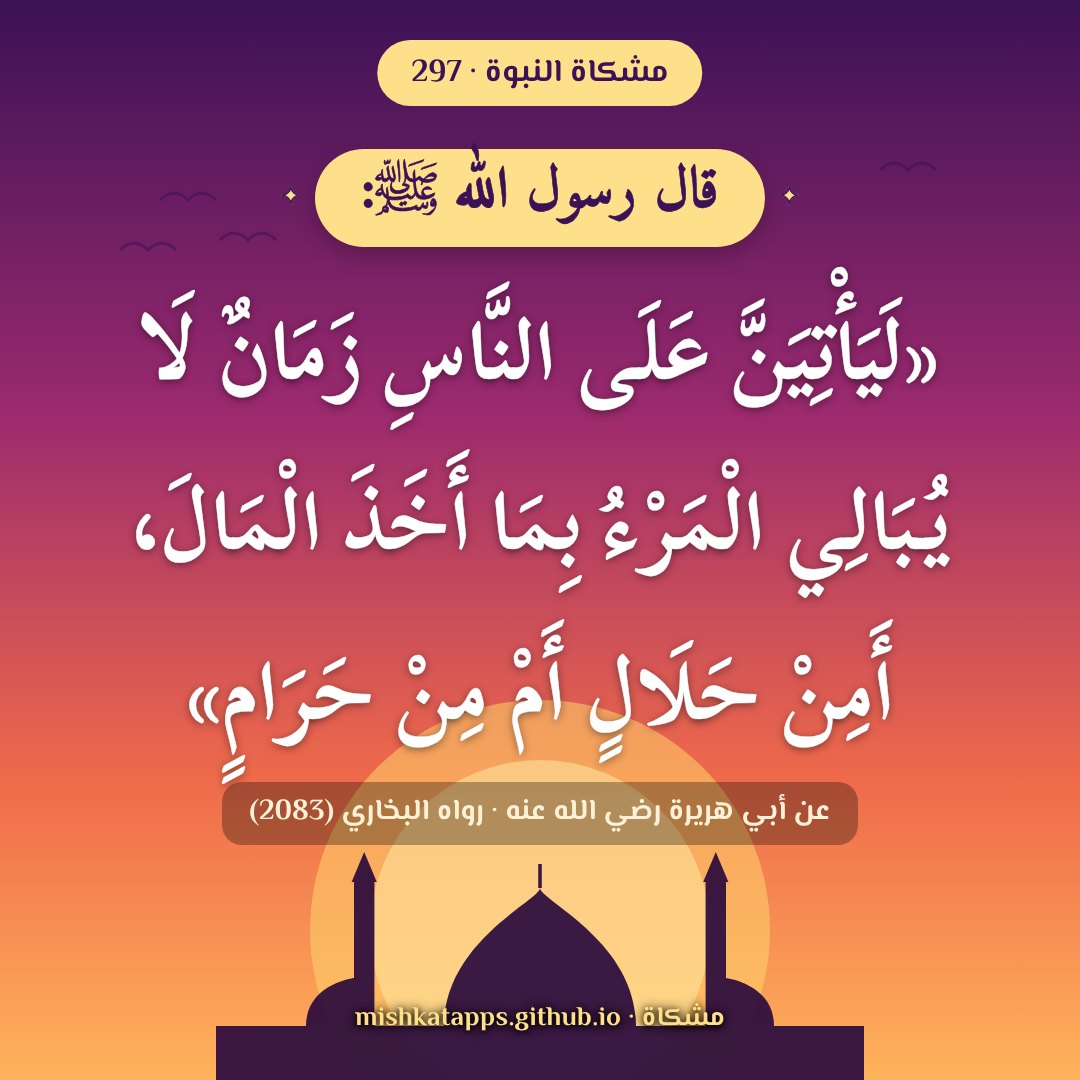 مشكاة النبوة · 297
قال رسول الله ﷺ:
«لَيَأْتِيَنَّ عَلَى النَّاسِ زَمَانٌ لَا
يُبَالِي الْمَرْءُ بِمَا أَخَذَ الْمَالَ،
أَمِنْ حَلَالٍ أَمْ مِنْ حَرَامٍ»
عن أبي هريرة رضي الله عنه · رواه البخاري (2083)
مشكاة · mishkatapps.github.io